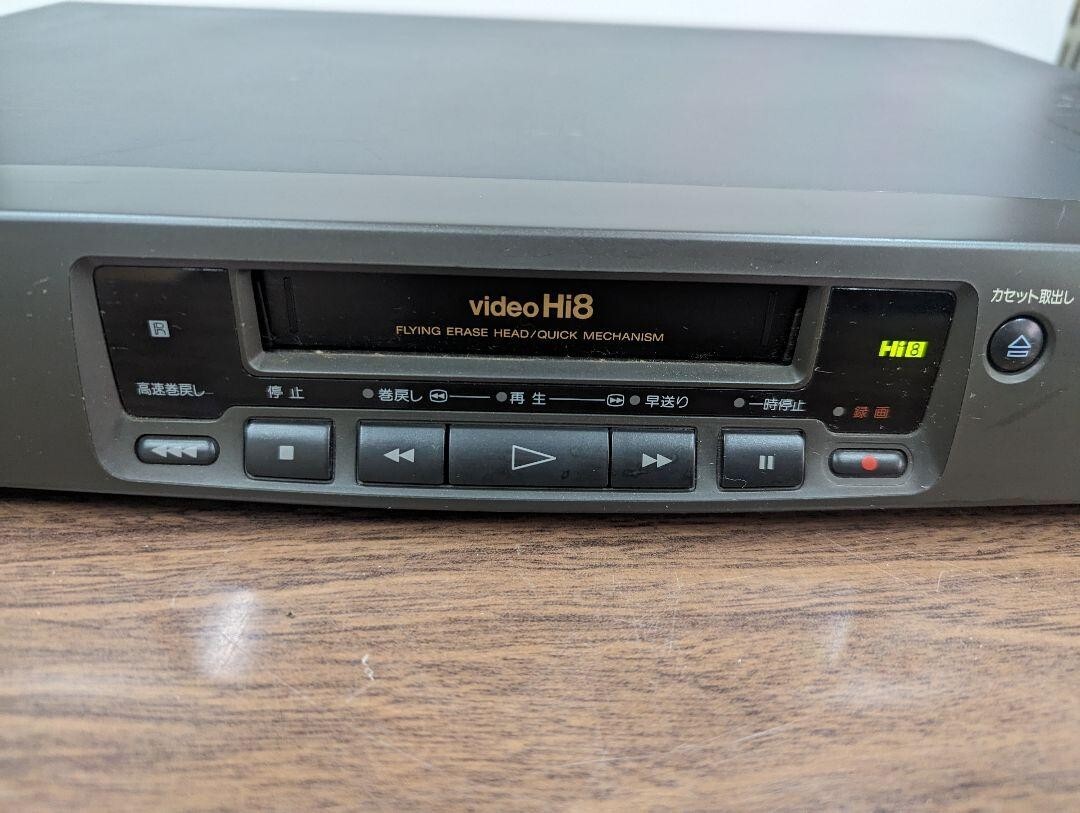 video Hi8
FLYING ERASE HEAD/QUICK MECHANISM
カセット取出し
R
Hi8
高速巻戻し
停止
巻戻し
再生
早送り
一時停止
録画